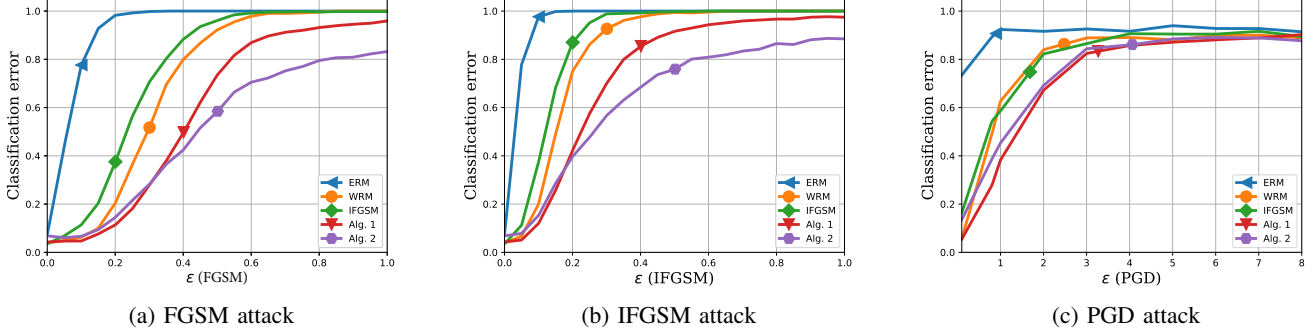 Classification error
1.0
0.8
0.6
0.4
0.2
0.0
ERM
WRM
IFGSM
Alg. 1
Alg. 2
0.0 0.2 0.4 0.6 0.8 1.0
ε (FGSM)
(a) FGSM attack
Classification error
1.0
0.8
0.6
0.4
0.2
0.0
ERM
WRM
IFGSM
Alg. 1
Alg. 2
0.0 0.2 0.4 0.6 0.8 1.0
ε (IFGSM)
(b) IFGSM attack
Classification error
1.0
0.8
0.6
0.4
0.2
0.0
ERM
WRM
IFGSM
Alg. 1
Alg. 2
1 2 3 4 5 6 7 8
ε (PGD)
(c) PGD attack